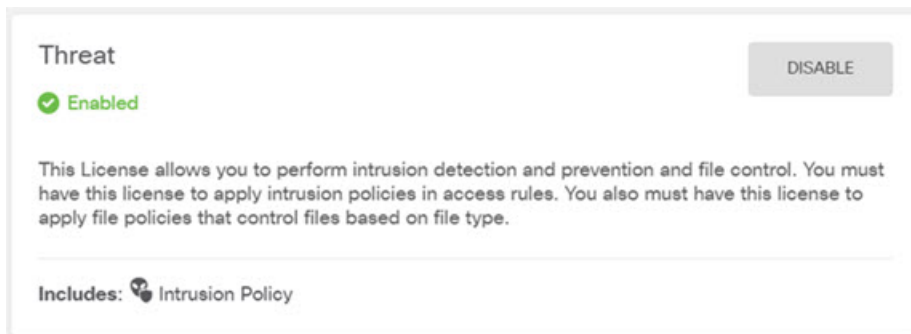 Threat
DISABLE
Enabled
This License allows you to perform intrusion detection and prevention and file control. You must
have this license to apply intrusion policies in access rules. You also must have this license to
apply file policies that control files based on file type.
Includes: Intrusion Policy